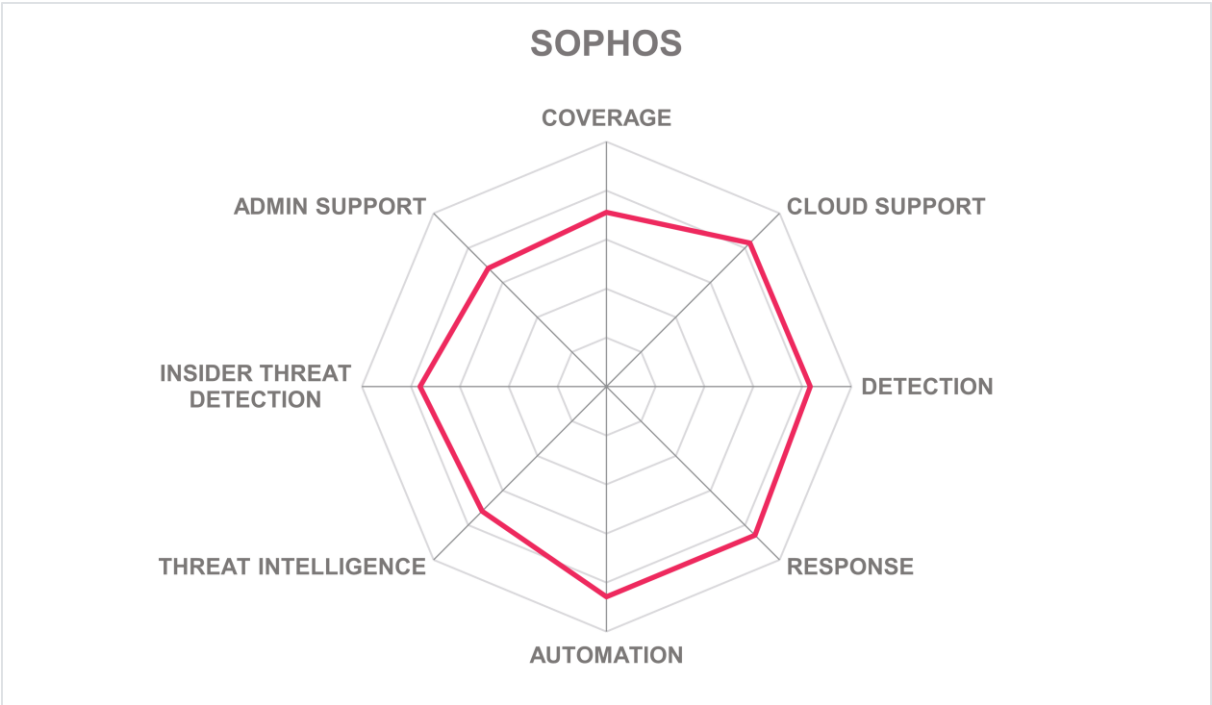 SOPHOS
COVERAGE
ADMIN SUPPORT
CLOUD SUPPORT
INSIDER THREAT
DETECTION
DETECTION
THREAT INTELLIGENCE
RESPONSE
AUTOMATION